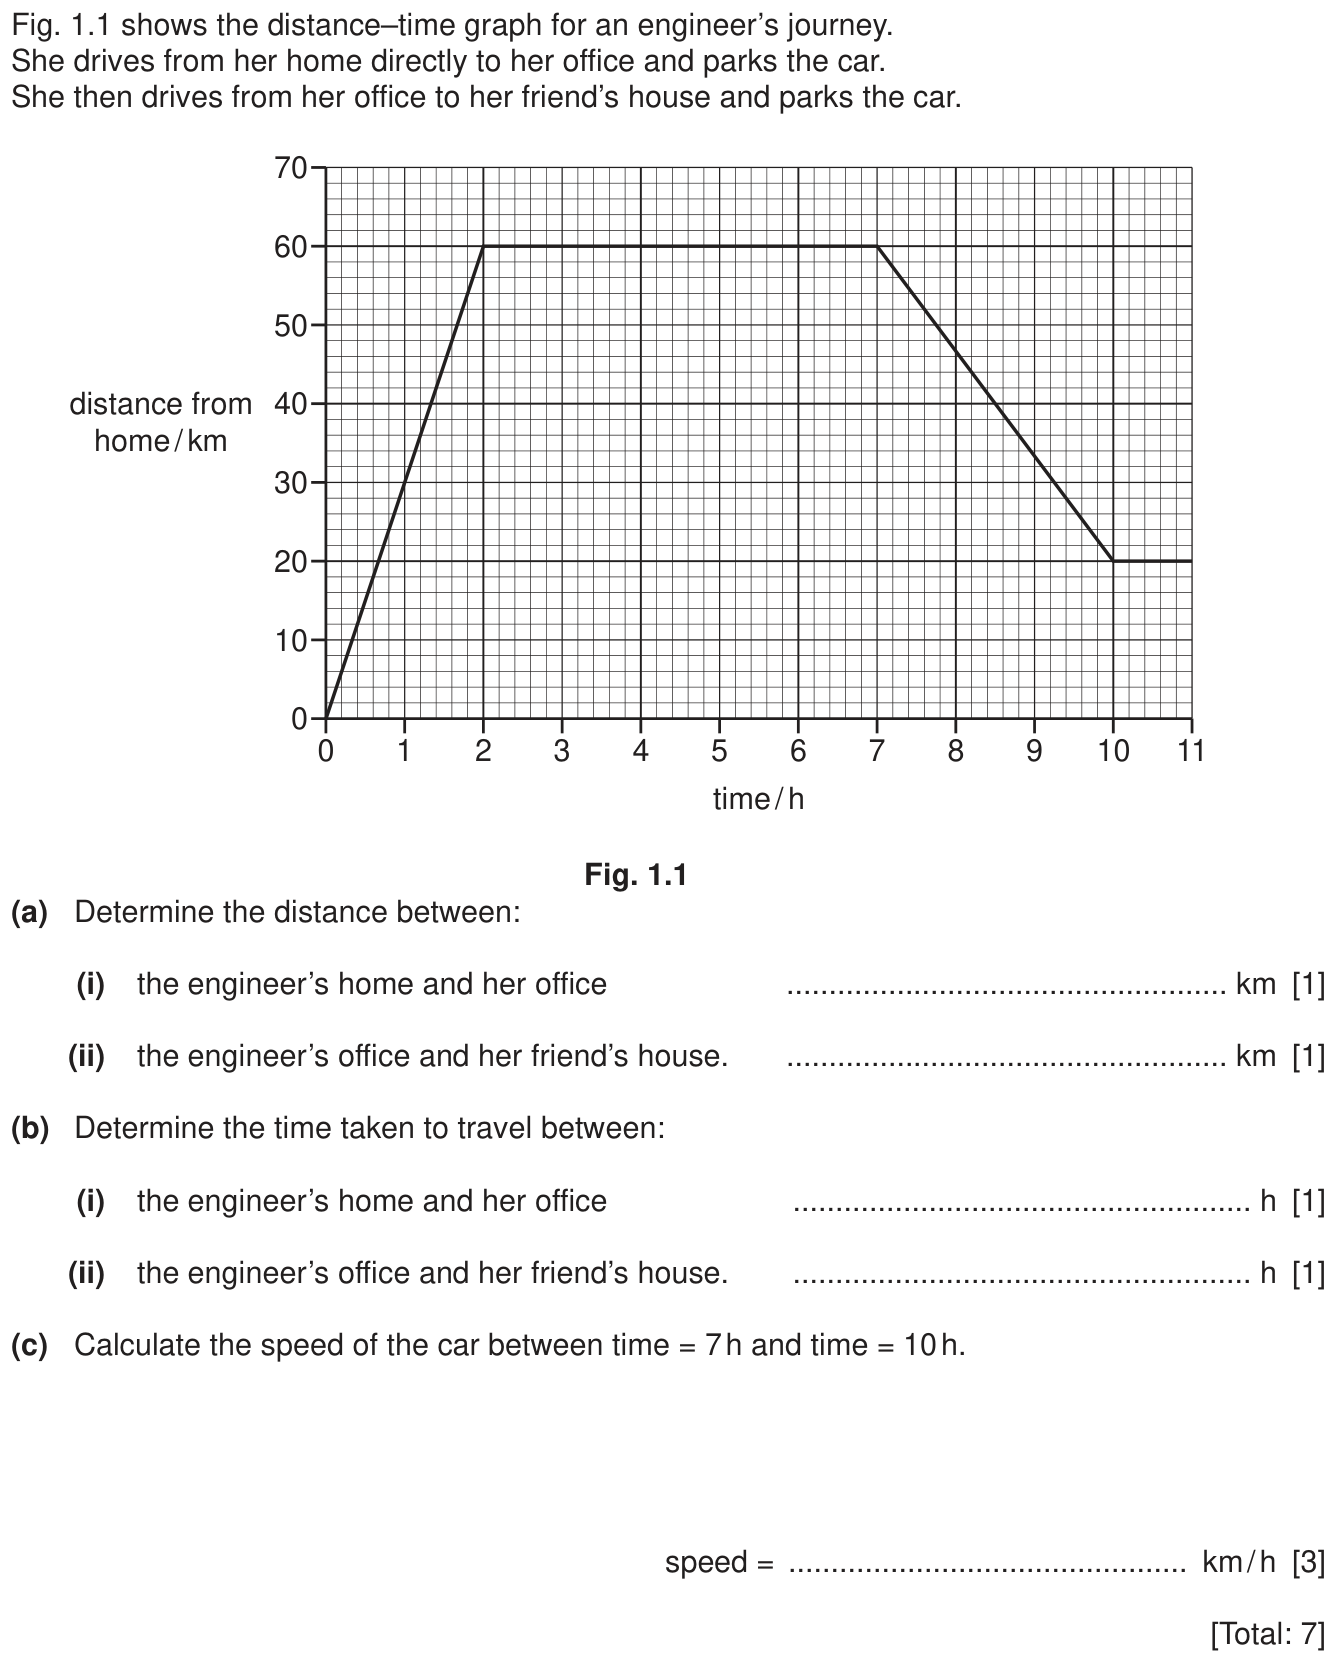 Fig. 1.1 shows the distance–time graph for an engineer’s journey.
She drives from her home directly to her office and parks the car.
She then drives from her office to her friend’s house and parks the car.
70
60
50
distance from
home / km
40
30
20
10
0
0 1 2 3 4 5 6 7 8 9 10 11
time / h
Fig. 1.1
(a) Determine the distance between:
(i) the engineer’s home and her office .................................................... km [1]
(ii) the engineer’s office and her friend’s house. .................................................... km [1]
(b) Determine the time taken to travel between:
(i) the engineer’s home and her office ...................................................... h [1]
(ii) the engineer’s office and her friend’s house. ...................................................... h [1]
(c) Calculate the speed of the car between time = 7 h and time = 10 h.
speed = ............................................... km / h [3]
[Total: 7]